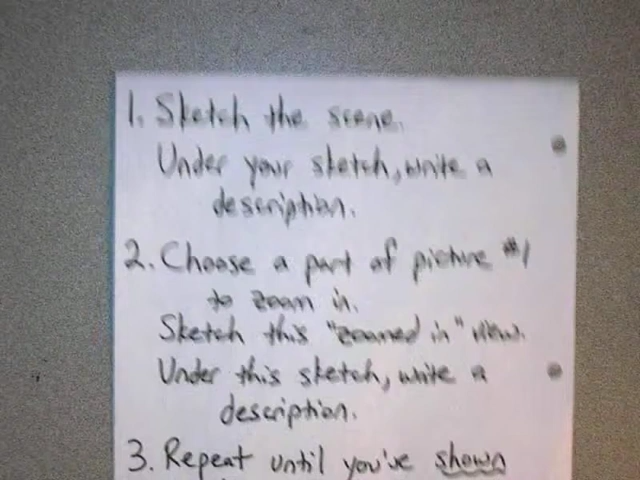 1. Sketch the scene.
Under your sketch, write a
description.
2. Choose a part of picture #1
to zoom in.
Sketch this "zoomed in" view.
Under this sketch, write a
description.
3. Repeat until you've shown